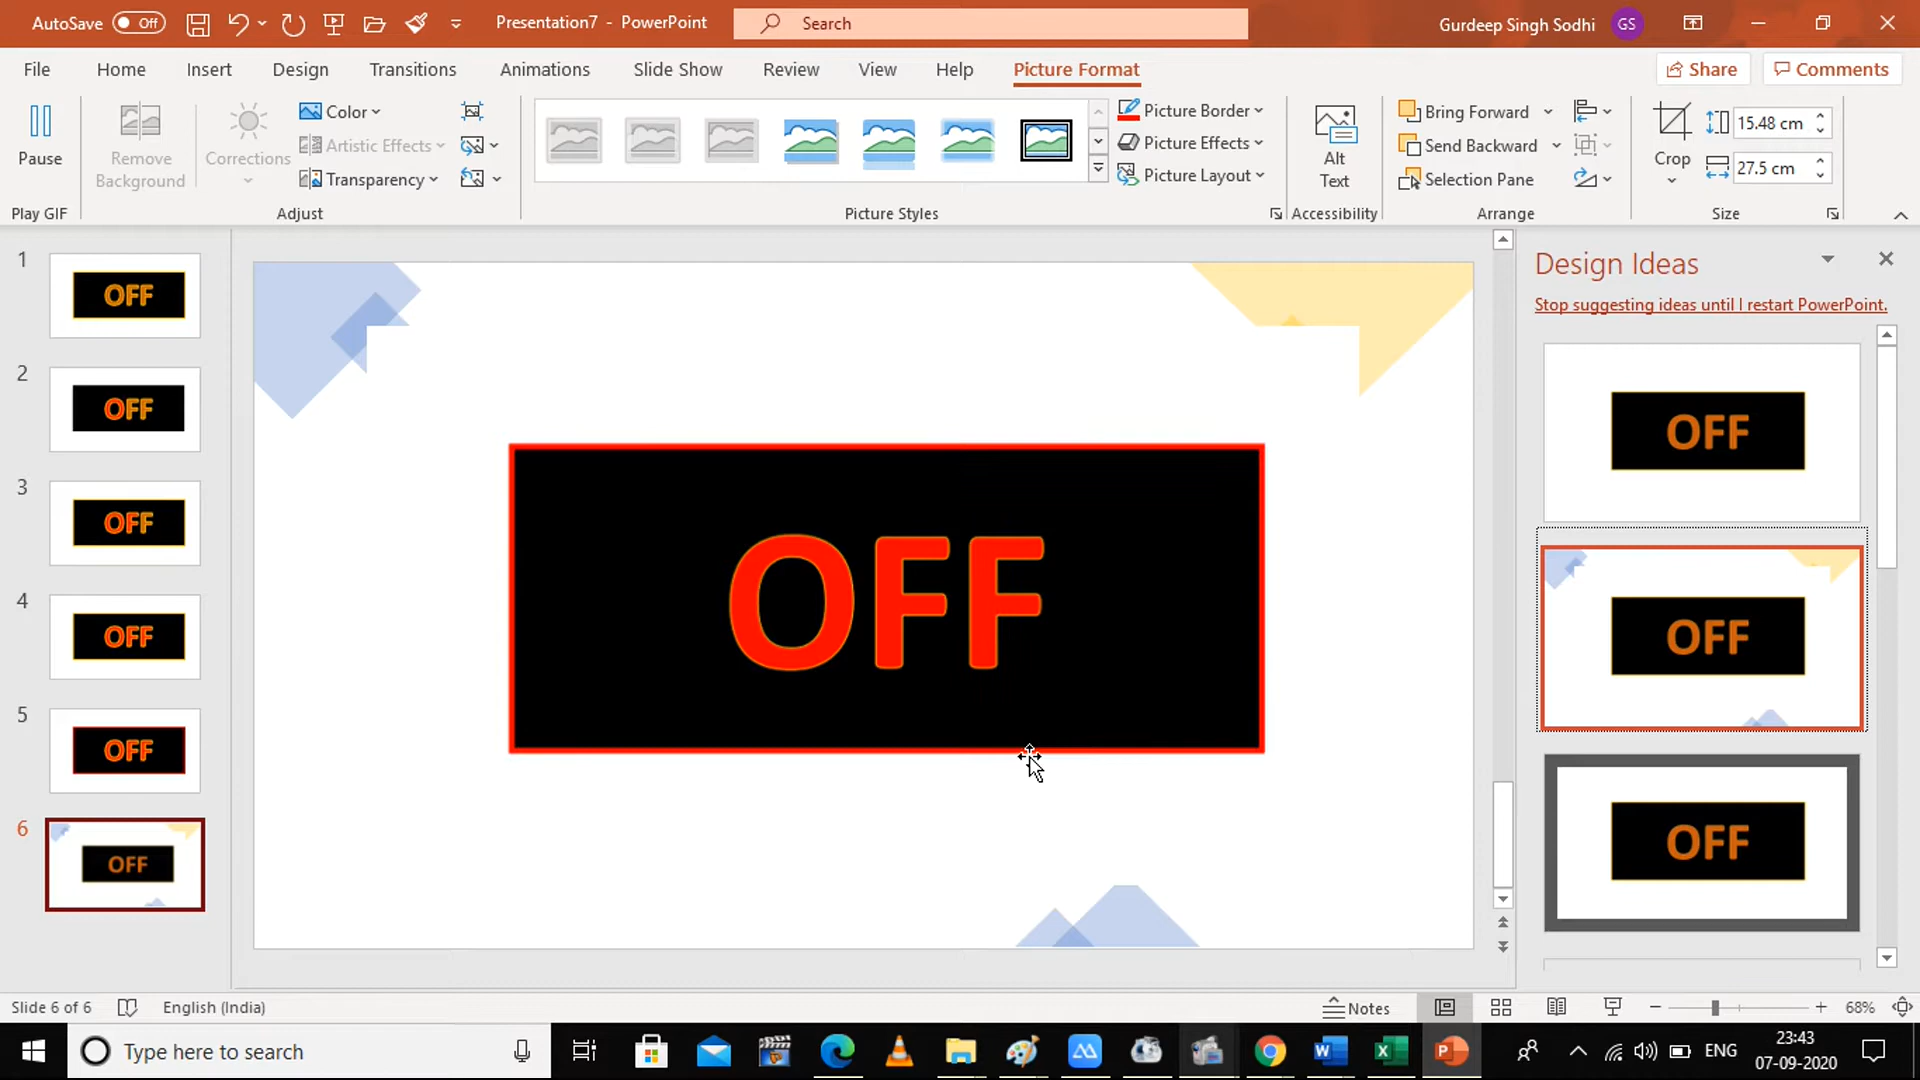 AutoSave Off Presentation7 - PowerPoint Search Gurdeep Singh Sodhi GS
File Home Insert Design Transitions Animations Slide Show Review View Help Picture Format Share Comments
Pause
Play GIF
Remove Background
Corrections
Color
Artistic Effects
Transparency
Adjust
Picture Styles
Picture Border
Picture Effects
Picture Layout
Alt Text
Accessibility
Bring Forward
Send Backward
Selection Pane
Arrange
Crop
15.48 cm
27.5 cm
Size
1
OFF
2
OFF
3
OFF
4
OFF
5
OFF
6
OFF
OFF
Design Ideas
Stop suggesting ideas until I restart PowerPoint.
OFF
OFF
OFF
Slide 6 of 6 English (India) Notes 68%
Type here to search
ENG
23:43
07-09-2020